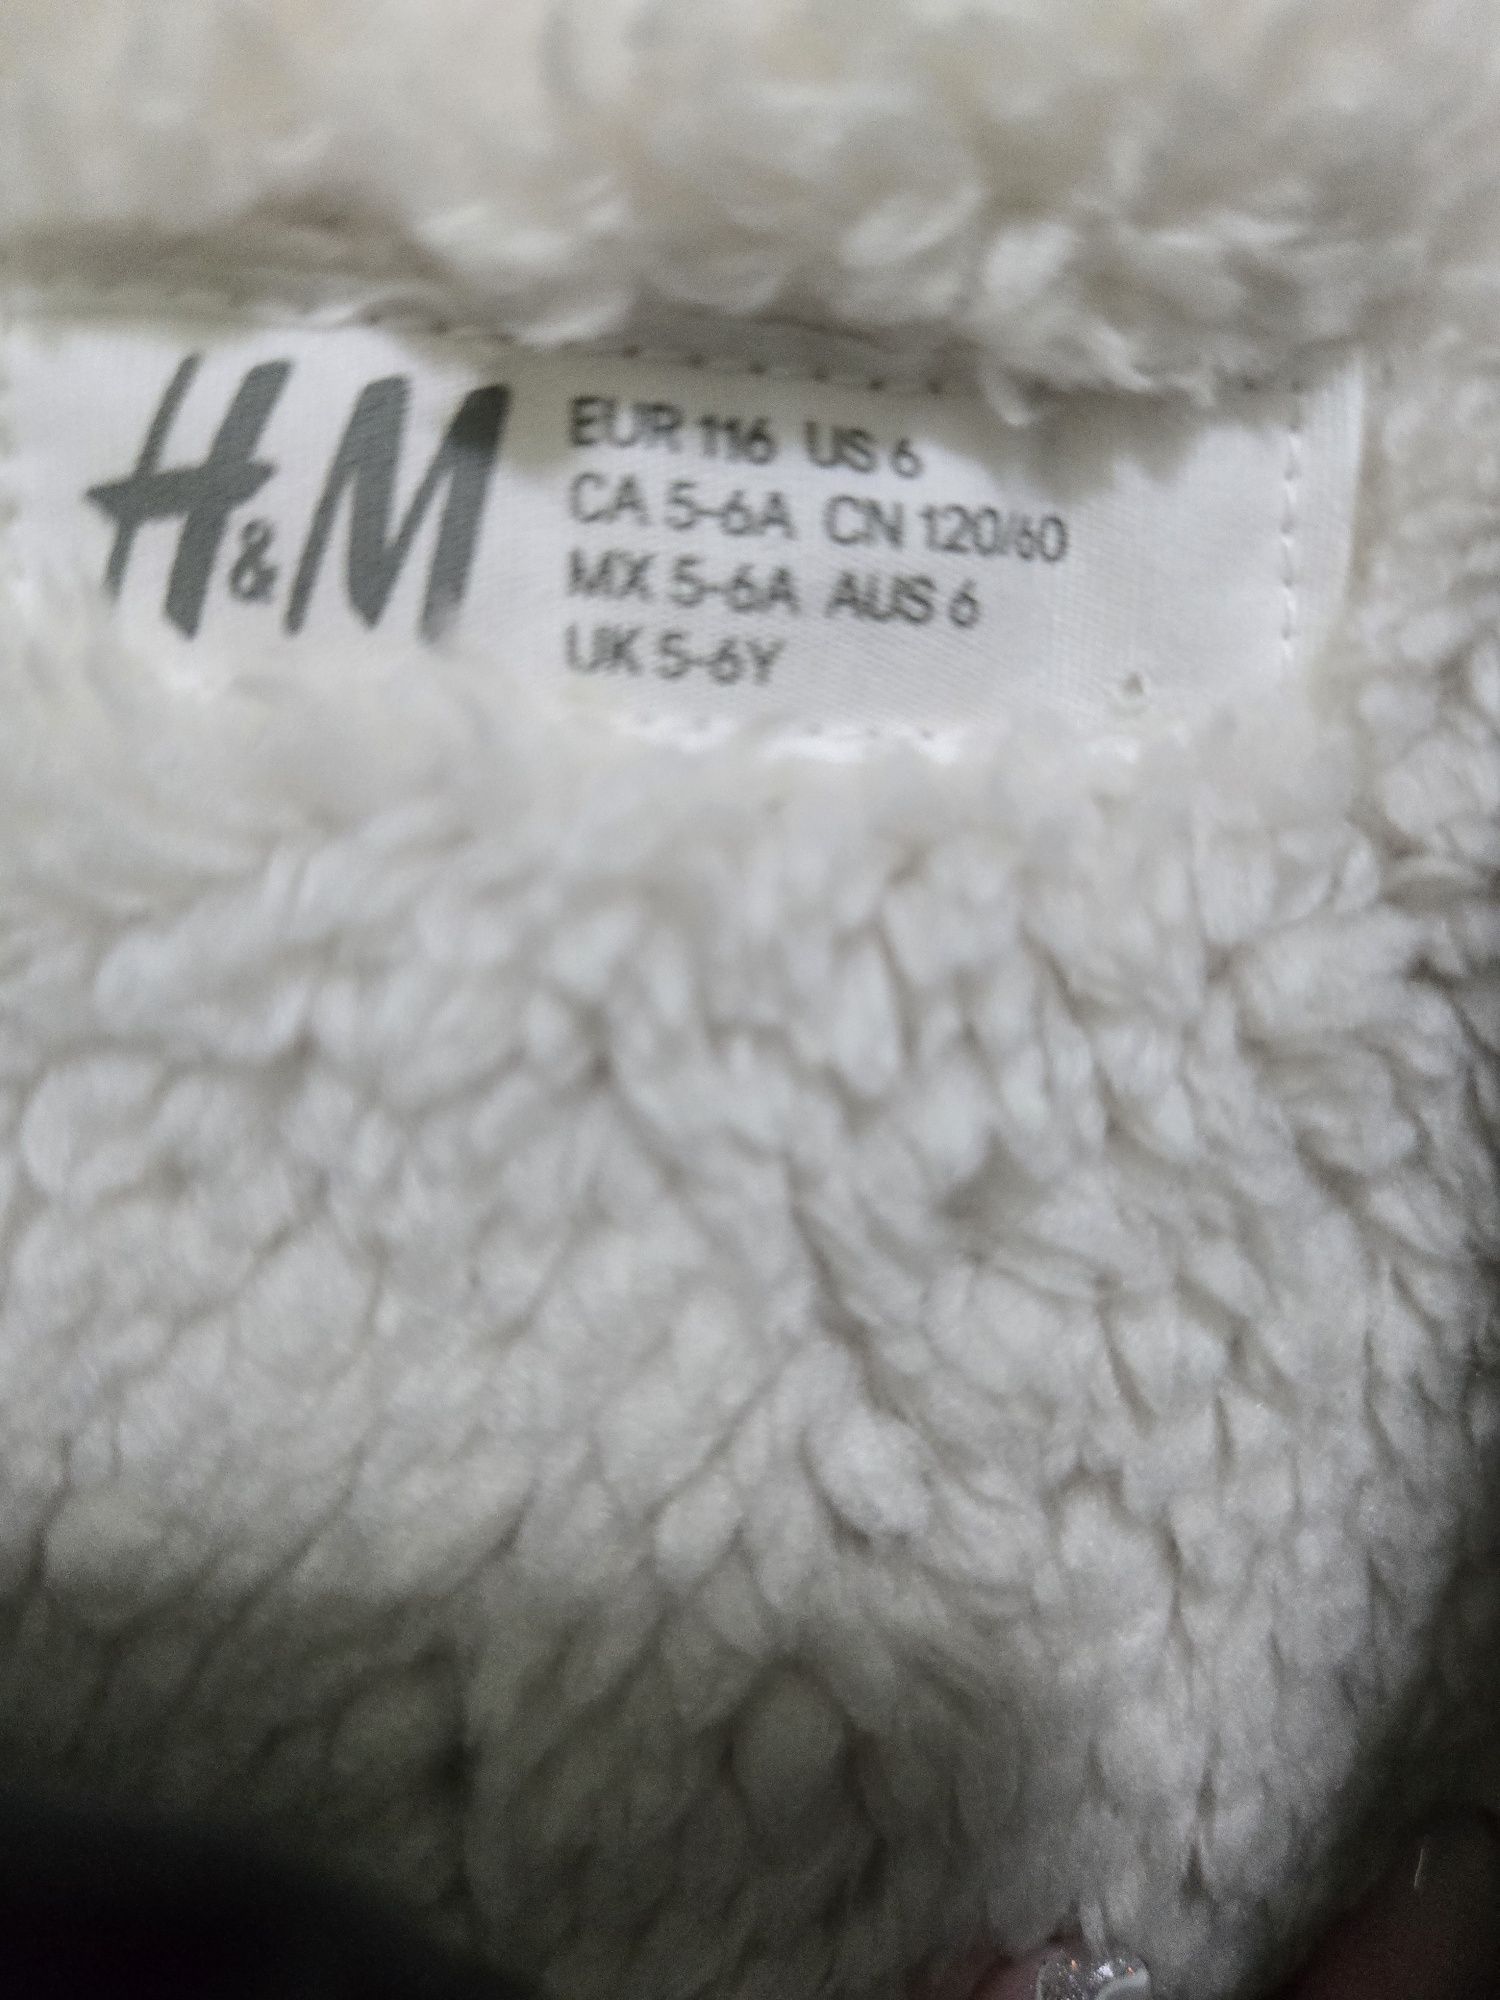 H&M
EUR 116 US 6
CA 5-6A CN 120/60
MX 5-6A AUS 6
UK 5-6Y